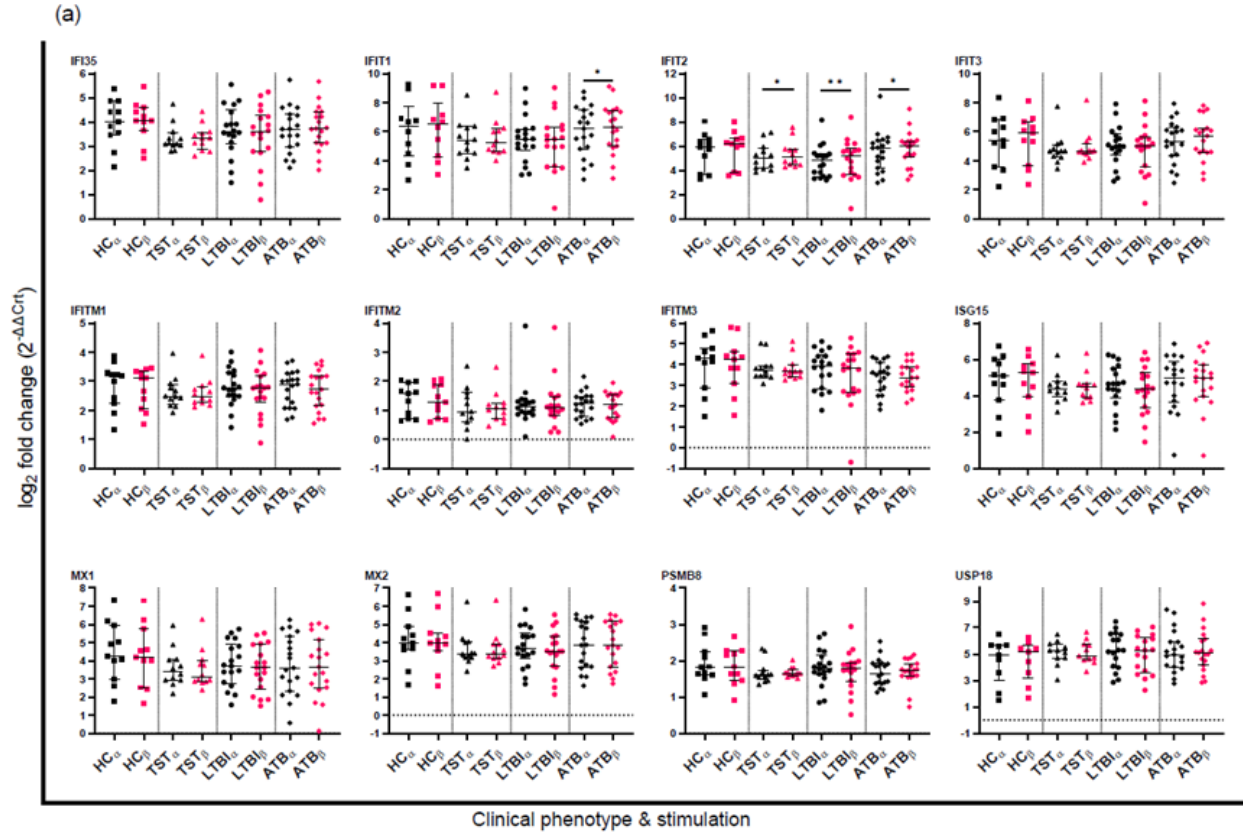 (a)
log2 fold change (2-ΔΔCrt)
IFI35
6
5
4
3
2
1
0
HCα HCβ TSTα TSTβ LTBIα LTBIβ ATBα ATBβ
IFIT1
*
10
8
6
4
2
0
HCα HCβ TSTα TSTβ LTBIα LTBIβ ATBα ATBβ
IFIT2
* ** *
12
10
8
6
4
2
0
HCα HCβ TSTα TSTβ LTBIα LTBIβ ATBα ATBβ
IFIT3
10
8
6
4
2
0
HCα HCβ TSTα TSTβ LTBIα LTBIβ ATBα ATBβ
IFITM1
5
4
3
2
1
0
HCα HCβ TSTα TSTβ LTBIα LTBIβ ATBα ATBβ
IFITM2
4
3
2
1
0
-1
HCα HCβ TSTα TSTβ LTBIα LTBIβ ATBα ATBβ
IFITM3
6
5
4
3
2
1
0
-1
HCα HCβ TSTα TSTβ LTBIα LTBIβ ATBα ATBβ
ISG15
8
6
4
2
0
HCα HCβ TSTα TSTβ LTBIα LTBIβ ATBα ATBβ
MX1
8
7
6
5
4
3
2
1
0
HCα HCβ TSTα TSTβ LTBIα LTBIβ ATBα ATBβ
MX2
7
6
5
4
3
2
1
0
-1
HCα HCβ TSTα TSTβ LTBIα LTBIβ ATBα ATBβ
PSMB8
4
3
2
1
0
HCα HCβ TSTα TSTβ LTBIα LTBIβ ATBα ATBβ
USP18
9
7
5
3
1
-1
HCα HCβ TSTα TSTβ LTBIα LTBIβ ATBα ATBβ
Clinical phenotype & stimulation